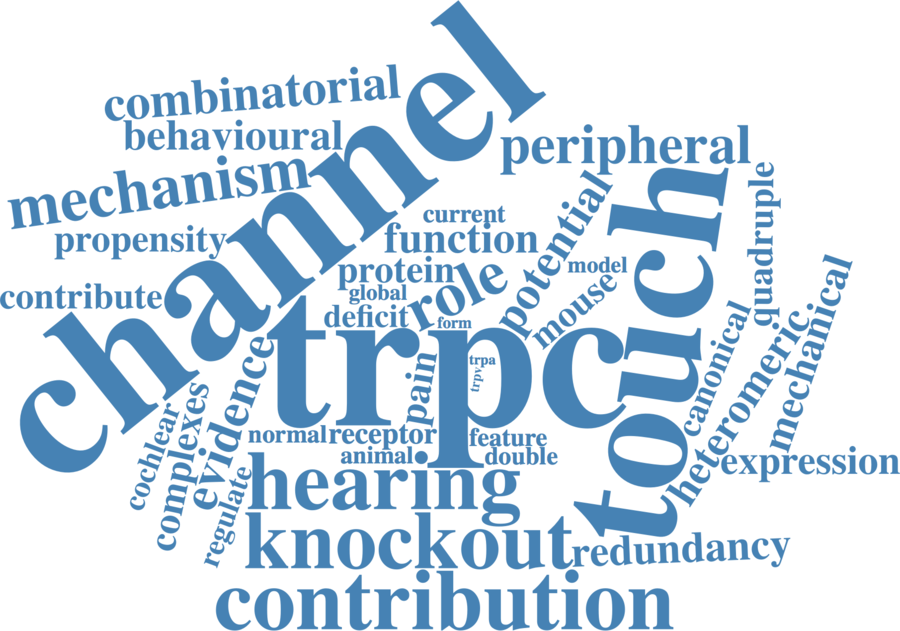 combinatorial
behavioural
channel
mechanism
peripheral
propensity
current
function
potential
touch
quadruple
contribute
protein
global
role
model
mouse
deficit
form
trpc
mechanical
canonical
heteromeric
evidence
pain
trpa
trpv
cochlear
complexes
normal
receptor
feature
animal
double
expression
regulate
hearing
knockout
redundancy
contribution